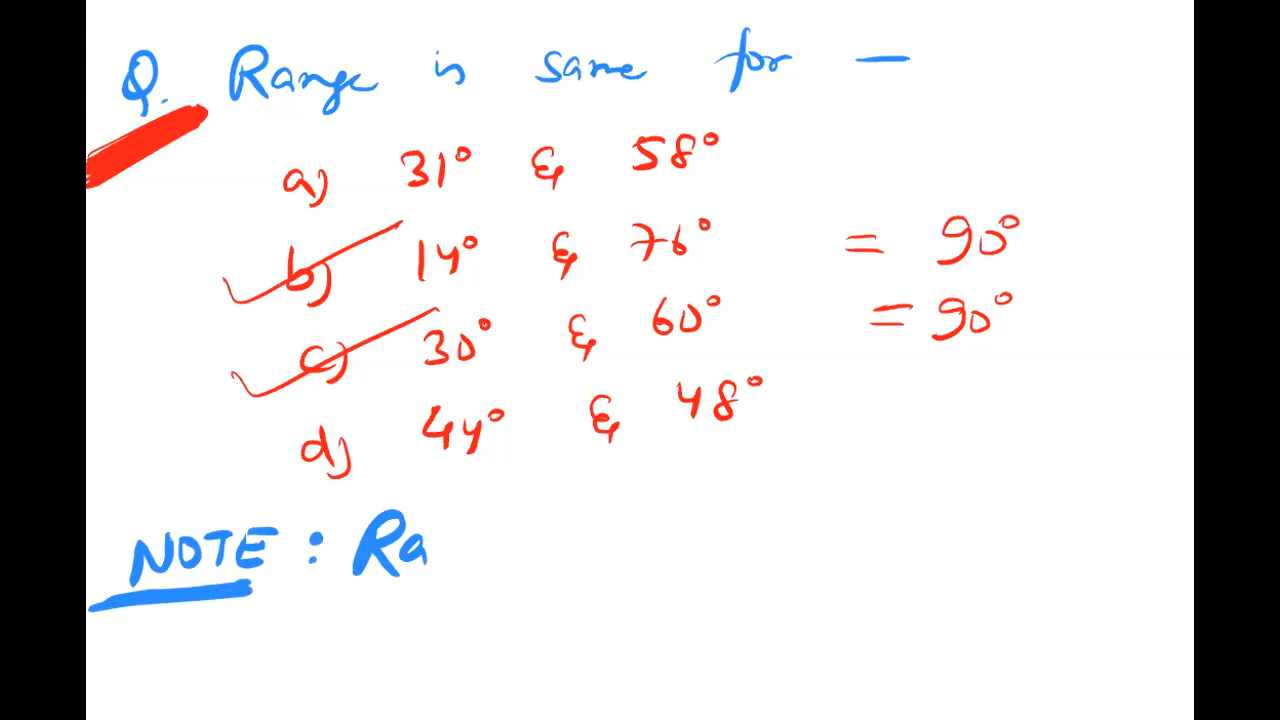 Q. Range is same for —
a) 31° & 58°
b) 14° & 76° = 90°
c) 30° & 60° = 90°
d) 44° & 48°
NOTE : Ra